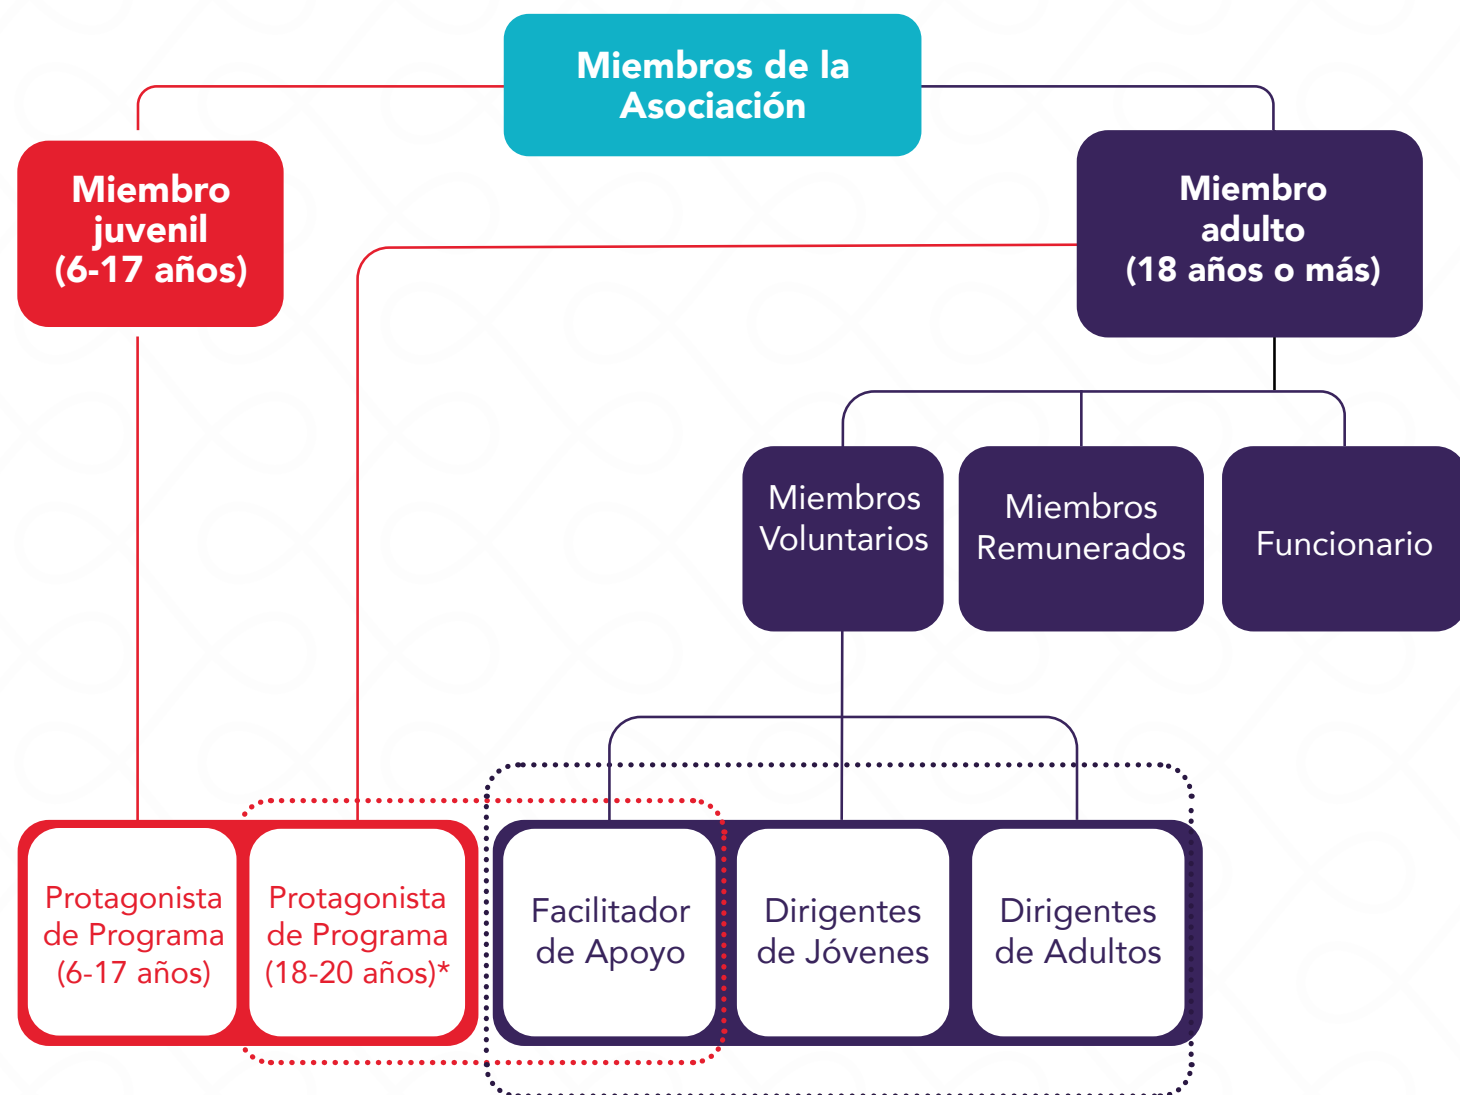 Miembros de la
Asociación
Miembro
juvenil
(6-17 años)
Miembro
adulto
(18 años o más)
Miembros
Voluntarios
Miembros
Remunerados
Funcionario
Protagonista
de Programa
(6-17 años)
Protagonista
de Programa
(18-20 años)*
Facilitador
de Apoyo
Dirigentes
de Jóvenes
Dirigentes
de Adultos